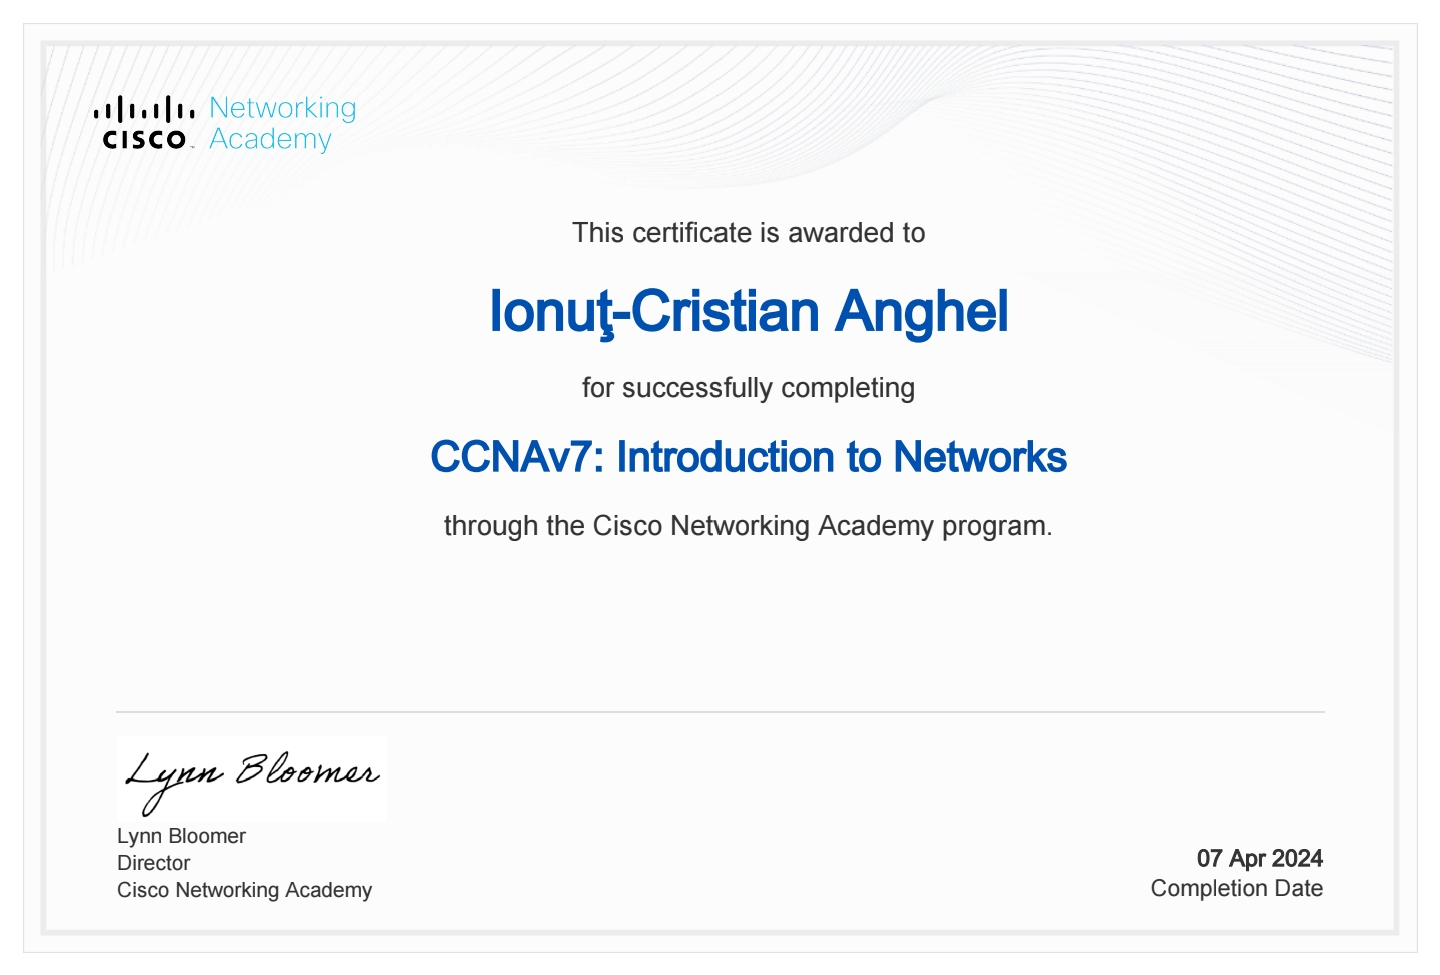 Networking
CISCO Academy
This certificate is awarded to
Ionuţ-Cristian Anghel
for successfully completing
CCNAv7: Introduction to Networks
through the Cisco Networking Academy program.
Lynn Bloomer
Lynn Bloomer
Director
Cisco Networking Academy
07 Apr 2024
Completion Date